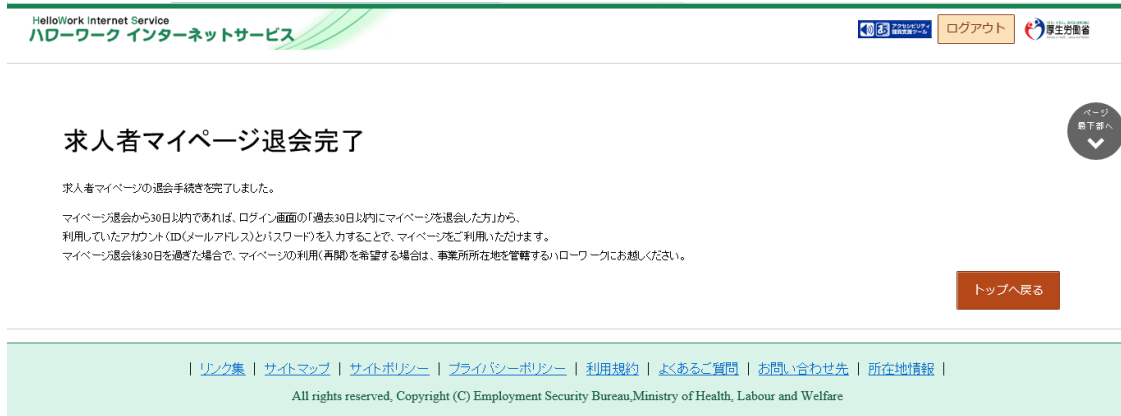 HelloWork Internet Service
ハローワーク インターネットサービス
アクセシビリティ
閲覧支援ツール
ログアウト
厚生労働省
ページ
最下部へ
求人者マイページ退会完了
求人者マイページの退会手続きを完了しました。
マイページ退会から30日以内であれば、ログイン画面の「過去30日以内にマイページを退会した方」から、
利用していたアカウント(ID(メールアドレス)とパスワード)を入力することで、マイページをご利用いただけます。
マイページ退会後30日を過ぎた場合で、マイページの利用(再開)を希望する場合は、事業所所在地を管轄するハローワークにお越しください。
トップへ戻る
| リンク集 | サイトマップ | サイトポリシー | プライバシーポリシー | 利用規約 | よくあるご質問 | お問い合わせ先 | 所在地情報 |
All rights reserved, Copyright (C) Employment Security Bureau,Ministry of Health, Labour and Welfare